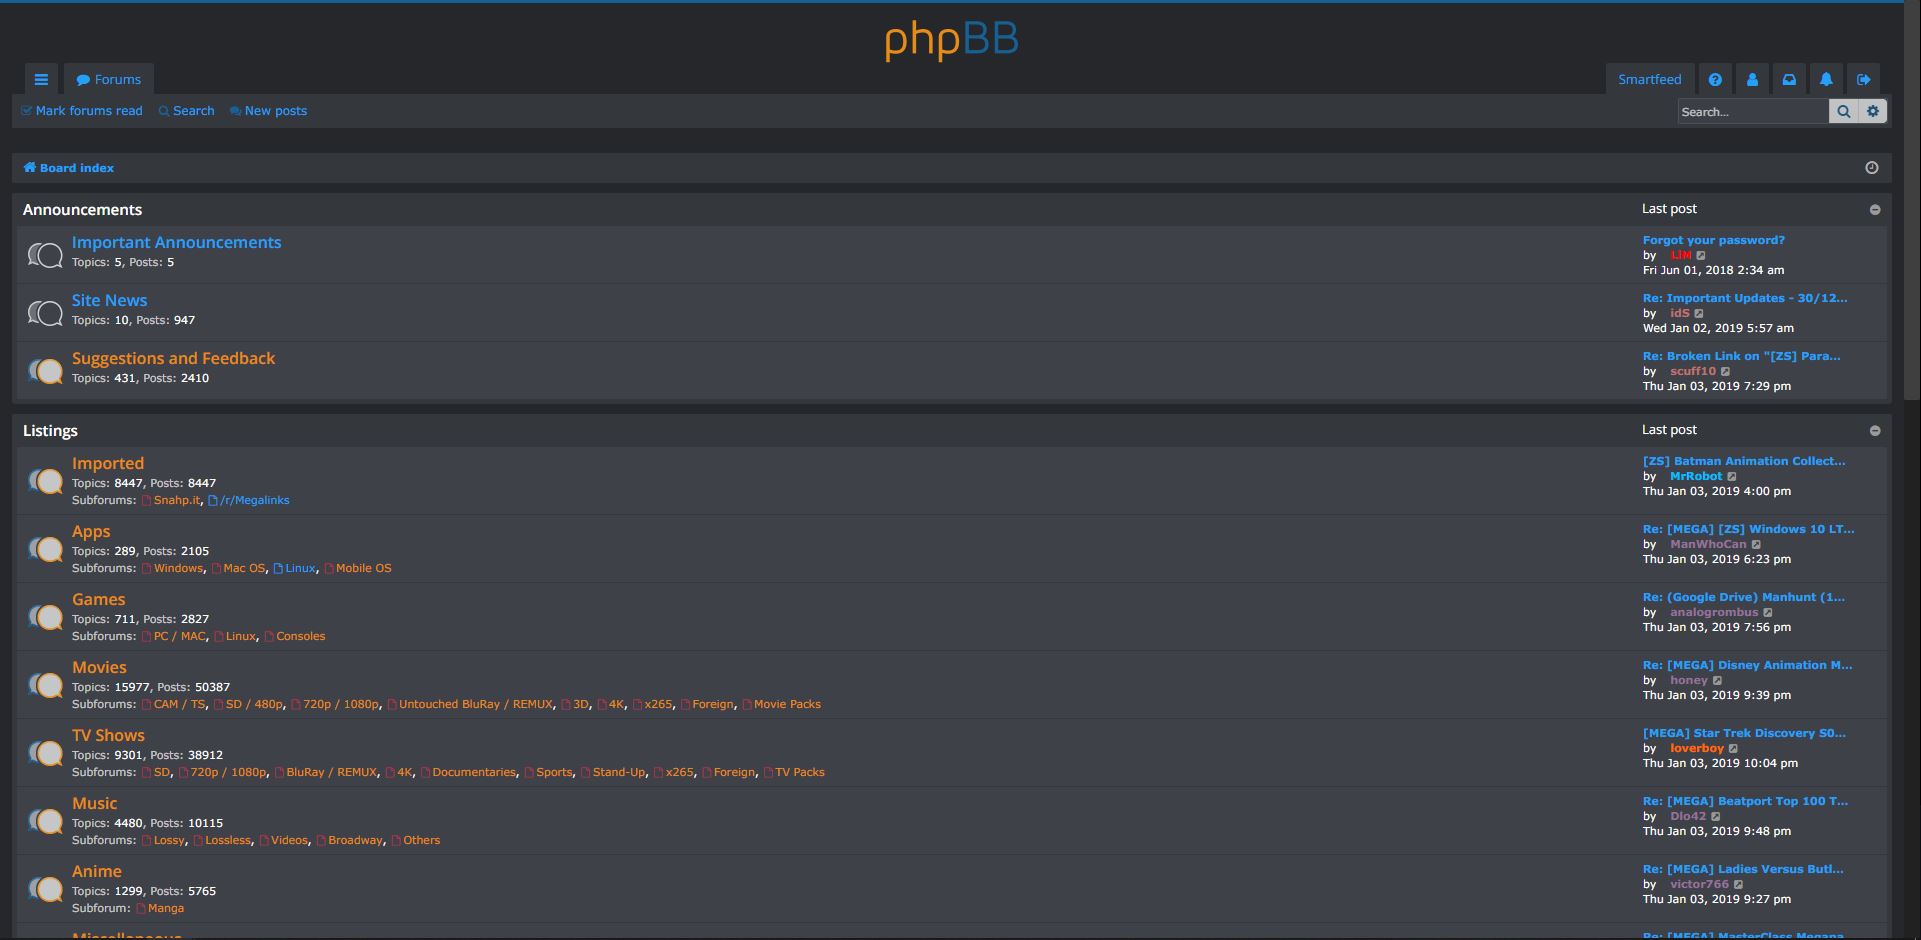 phpBB
Forums
Smartfeed
Mark forums read Search New posts
Search...
Board index
Announcements Last post
Important Announcements
Topics: 5, Posts: 5
Forgot your password?
by LiM
Fri Jun 01, 2018 2:34 am
Site News
Topics: 10, Posts: 947
Re: Important Updates - 30/12...
by idS
Wed Jan 02, 2019 5:57 am
Suggestions and Feedback
Topics: 431, Posts: 2410
Re: Broken Link on "[ZS] Para...
by scuff10
Thu Jan 03, 2019 7:29 pm
Listings Last post
Imported
Topics: 8447, Posts: 8447
Subforums: Snahp.it, /r/Megalinks
[ZS] Batman Animation Collect...
by MrRobot
Thu Jan 03, 2019 4:00 pm
Apps
Topics: 289, Posts: 2105
Subforums: Windows, Mac OS, Linux, Mobile OS
Re: [MEGA] [ZS] Windows 10 LT...
by ManWhoCan
Thu Jan 03, 2019 6:23 pm
Games
Topics: 711, Posts: 2827
Subforums: PC / MAC, Linux, Consoles
Re: (Google Drive) Manhunt (1...
by analogrombus
Thu Jan 03, 2019 7:56 pm
Movies
Topics: 15977, Posts: 50387
Subforums: CAM / TS, SD / 480p, 720p / 1080p, Untouched BluRay / REMUX, 3D, 4K, x265, Foreign, Movie Packs
Re: [MEGA] Disney Animation M...
by honey
Thu Jan 03, 2019 9:39 pm
TV Shows
Topics: 9301, Posts: 38912
Subforums: SD, 720p / 1080p, BluRay / REMUX, 4K, Documentaries, Sports, Stand-Up, x265, Foreign, TV Packs
[MEGA] Star Trek Discovery S0...
by loverboy
Thu Jan 03, 2019 10:04 pm
Music
Topics: 4480, Posts: 10115
Subforums: Lossy, Lossless, Videos, Broadway, Others
Re: [MEGA] Beatport Top 100 T...
by Dlo42
Thu Jan 03, 2019 9:48 pm
Anime
Topics: 1299, Posts: 5765
Subforum: Manga
Re: [MEGA] Ladies Versus Butl...
by victor766
Thu Jan 03, 2019 9:27 pm
Miscellaneous
Re: [MEGA] MasterClass Megapa...